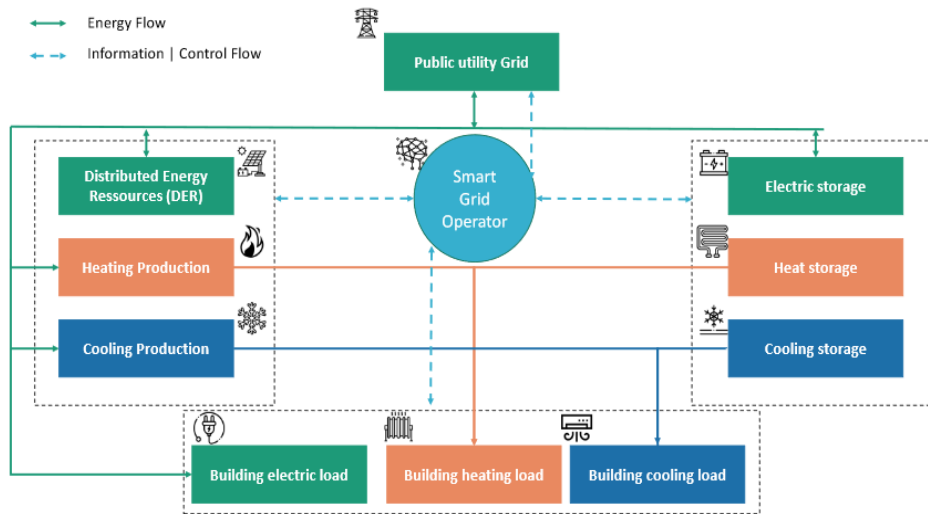 Energy Flow
Information | Control Flow
Public utility Grid
Distributed Energy
Ressources (DER)
Smart
Grid
Operator
Electric storage
Heating Production
Heat storage
Cooling Production
Cooling storage
Building electric load
Building heating load
Building cooling load